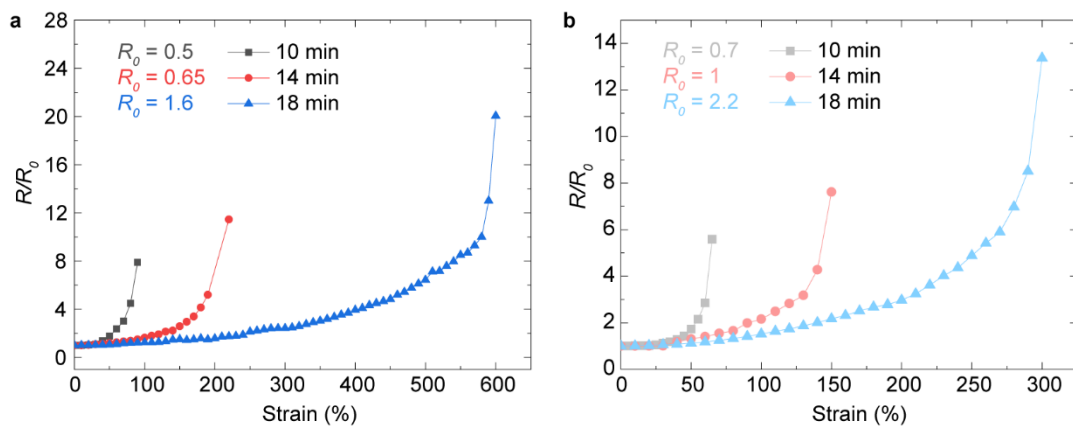 a
28
24
20
16
12
8
4
0
R/R0
R0 = 0.5 10 min
R0 = 0.65 14 min
R0 = 1.6 18 min
0 100 200 300 400 500 600
Strain (%)
b
14
12
10
8
6
4
2
0
R/R0
R0 = 0.7 10 min
R0 = 1 14 min
R0 = 2.2 18 min
0 50 100 150 200 250 300
Strain (%)